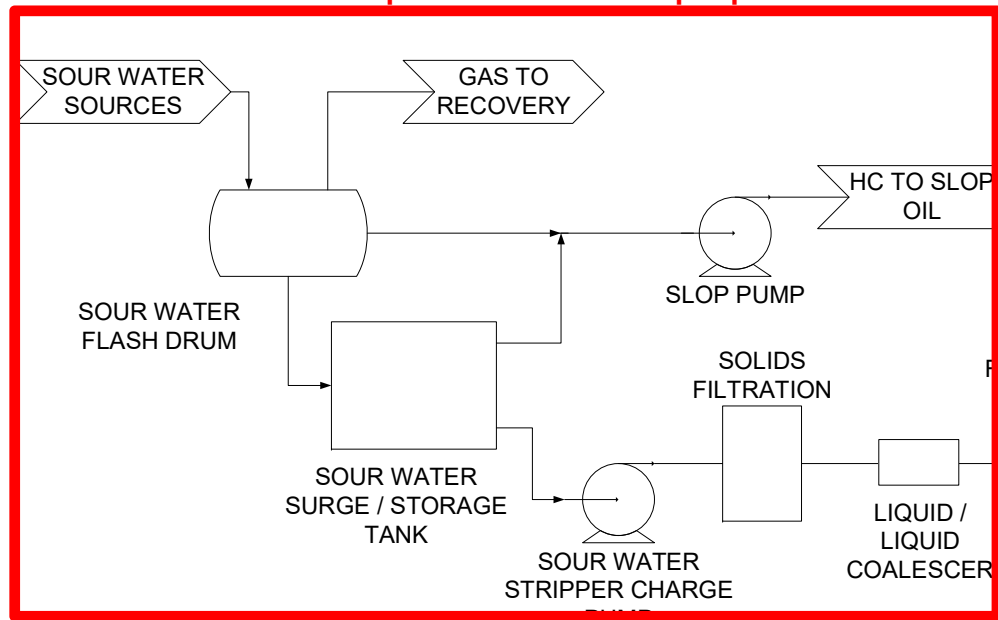 SOUR WATER
SOURCES
GAS TO
RECOVERY
HC TO SLOP
OIL
SLOP PUMP
SOUR WATER
FLASH DRUM
SOLIDS
FILTRATION
SOUR WATER
SURGE / STORAGE
TANK
LIQUID /
LIQUID
COALESCER
SOUR WATER
STRIPPER CHARGE